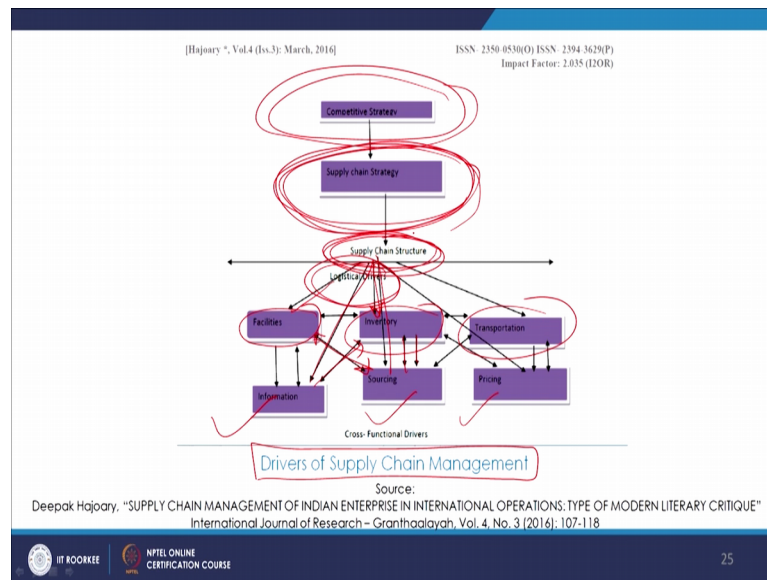 [Hajoary *, Vol.4 (Iss.3): March, 2016]
ISSN- 2350-0530(O) ISSN- 2394-3629(P)
Impact Factor: 2.035 (I2OR)
Competitive Strategy
Supply chain Strategy
Supply Chain Structure
Logistical Drivers
Facilities
Inventory
Transportation
Information
Sourcing
Pricing
Cross- Functional Drivers
Drivers of Supply Chain Management
Source:
Deepak Hajoary, “SUPPLY CHAIN MANAGEMENT OF INDIAN ENTERPRISE IN INTERNATIONAL OPERATIONS: TYPE OF MODERN LITERARY CRITIQUE”
International Journal of Research – Granthaalayah, Vol. 4, No. 3 (2016): 107-118
IIT ROORKEE
NPTEL
NPTEL ONLINE
CERTIFICATION COURSE
25